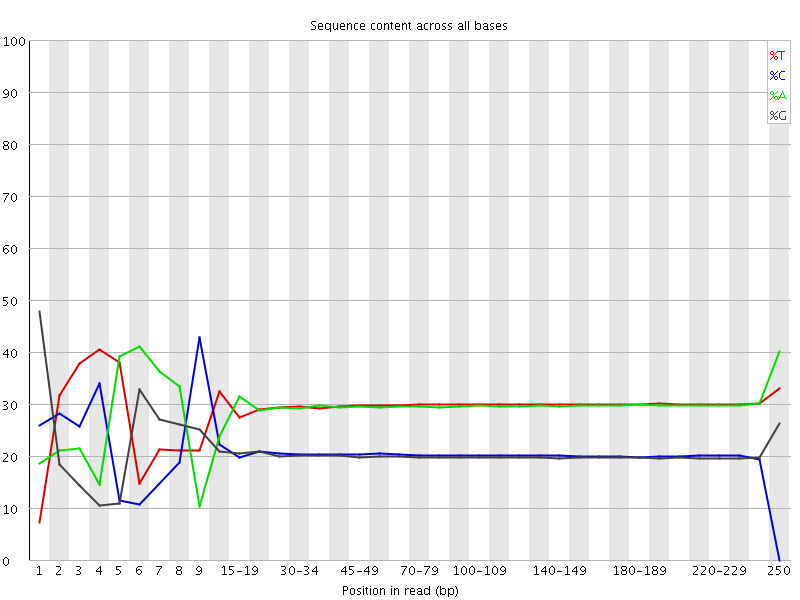 Sequence content across all bases
100
90
80
70
60
50
40
30
20
10
0
%T
%C
%A
%G
1 2 3 4 5 6 7 8 9 15-19 30-34 45-49 70-79 100-109 140-149 180-189 220-229 250
Position in read (bp)